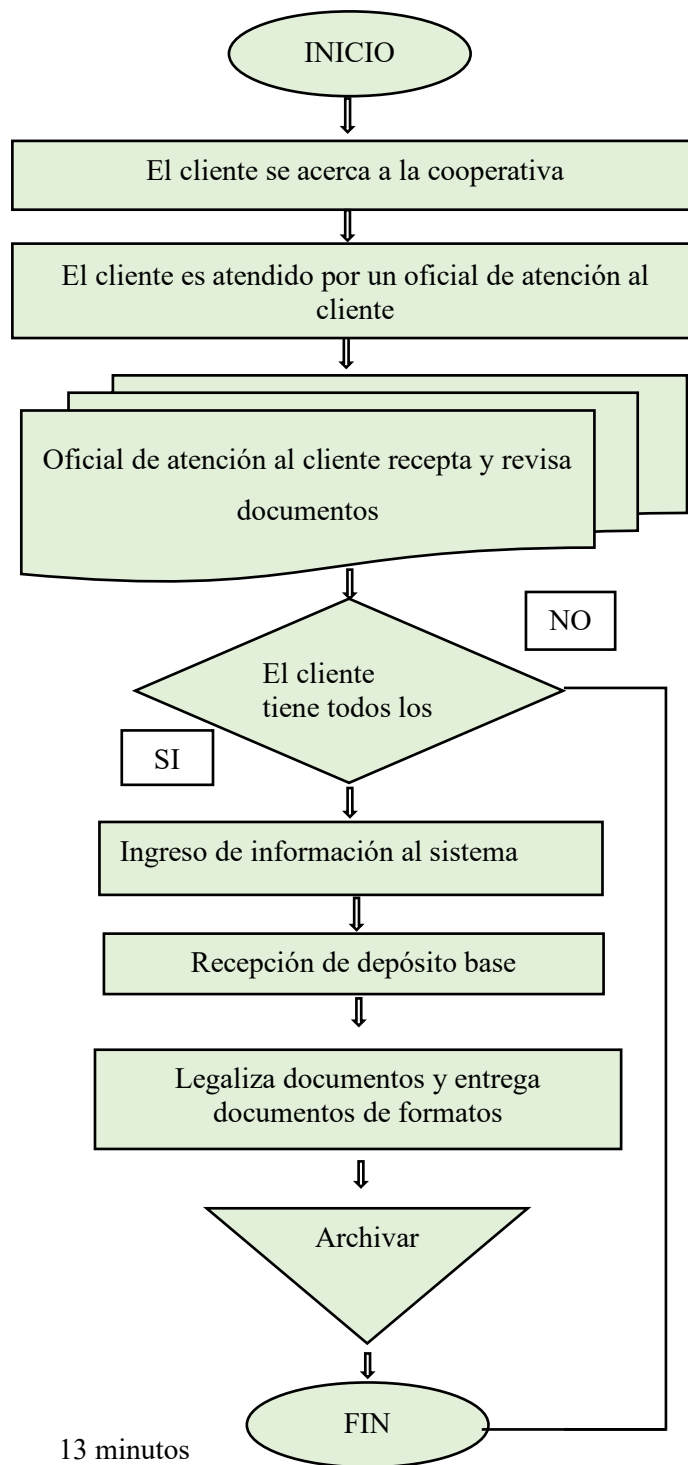 INICIO
El cliente se acerca a la cooperativa
El cliente es atendido por un oficial de atención al
cliente
Oficial de atención al cliente recepta y revisa
documentos
NO
El cliente
tiene todos los
SI
Ingreso de información al sistema
Recepción de depósito base
Legaliza documentos y entrega
documentos de formatos
Archivar
FIN
13 minutos